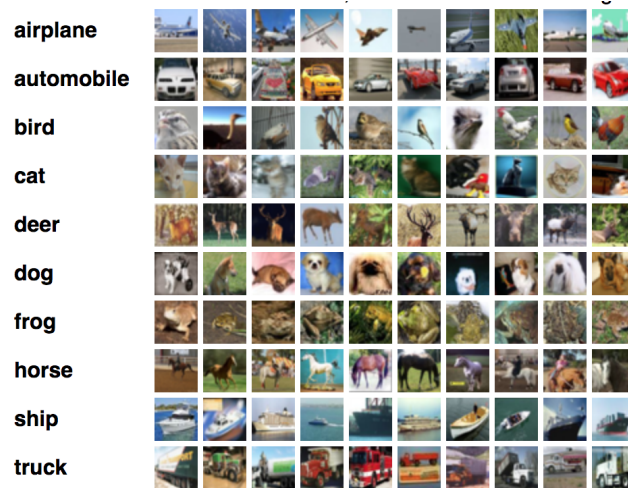 airplane
automobile
bird
cat
deer
dog
frog
horse
ship
truck